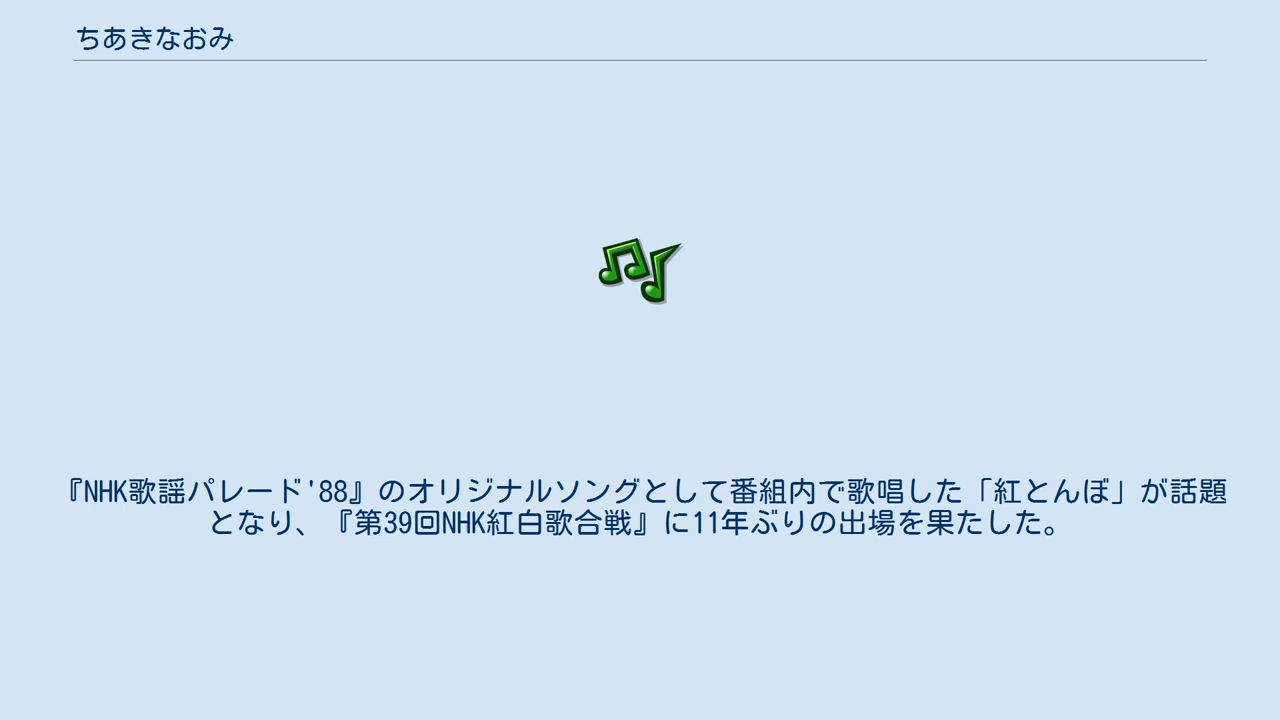 ちあきなおみ
『NHK歌謡パレード'88』のオリジナルソングとして番組内で歌唱した「紅とんぼ」が話題
となり、『第39回NHK紅白歌合戦』に11年ぶりの出場を果たした。